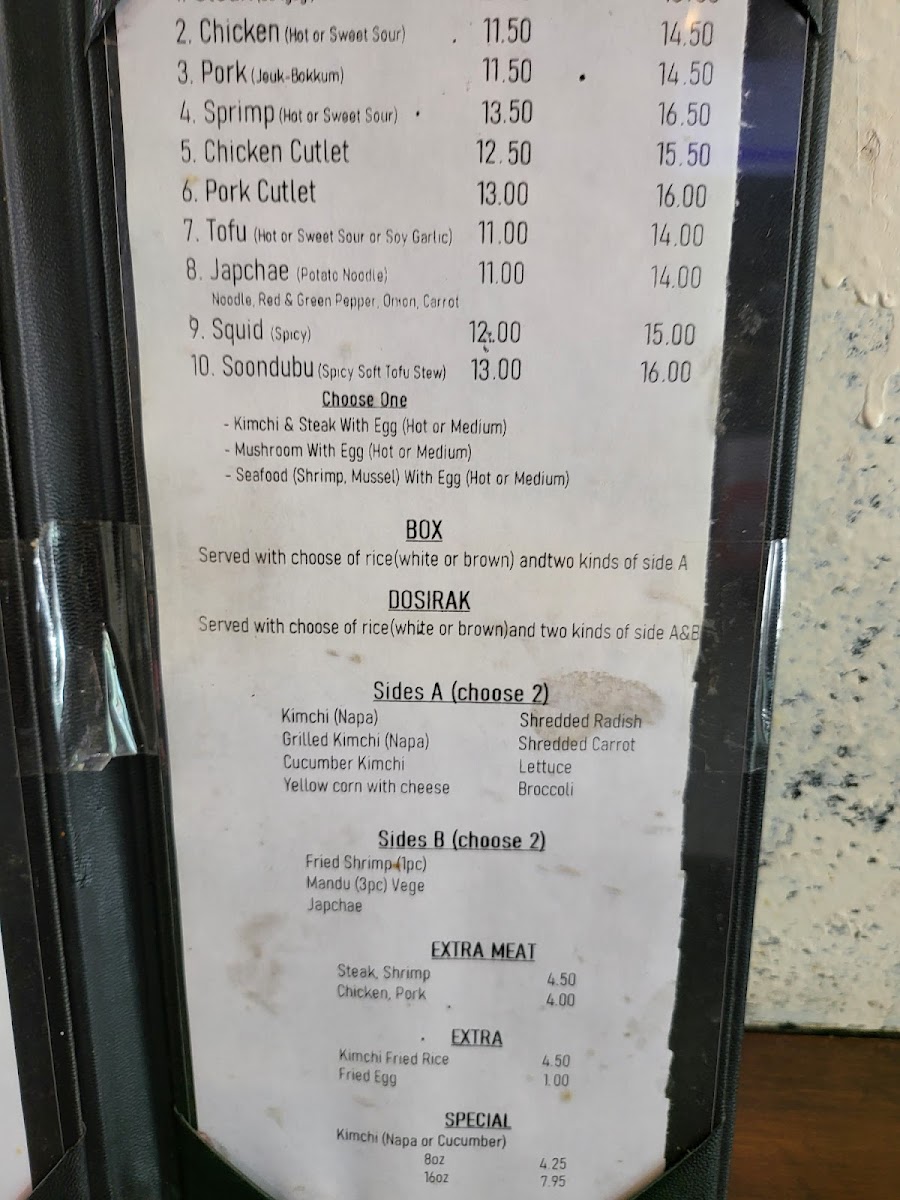 2. Chicken (Hot or Sweet Sour) 11.50 14.50
3. Pork (Jeuk-Bokkum) 11.50 14.50
4. Sprimp (Hot or Sweet Sour) 13.50 16.50
5. Chicken Cutlet 12.50 15.50
6. Pork Cutlet 13.00 16.00
7. Tofu (Hot or Sweet Sour or Soy Garlic) 11.00 14.00
8. Japchae (Potato Noodle) 11.00 14.00
Noodle, Red & Green Pepper, Onion, Carrot
9. Squid (Spicy) 12.00 15.00
10. Soondubu (Spicy Soft Tofu Stew) 13.00 16.00
Choose One
- Kimchi & Steak With Egg (Hot or Medium)
- Mushroom With Egg (Hot or Medium)
- Seafood (Shrimp, Mussel) With Egg (Hot or Medium)
BOX
Served with choose of rice(white or brown) andtwo kinds of side A
DOSIRAK
Served with choose of rice(white or brown)and two kinds of side A&B
Sides A (choose 2)
Kimchi (Napa) Shredded Radish
Grilled Kimchi (Napa) Shredded Carrot
Cucumber Kimchi Lettuce
Yellow corn with cheese Broccoli
Sides B (choose 2)
Fried Shrimp (1pc)
Mandu (3pc) Vege
Japchae
EXTRA MEAT
Steak, Shrimp 4.50
Chicken, Pork 4.00
EXTRA
Kimchi Fried Rice 4.50
Fried Egg 1.00
SPECIAL
Kimchi (Napa or Cucumber)
8oz 4.25
16oz 7.95